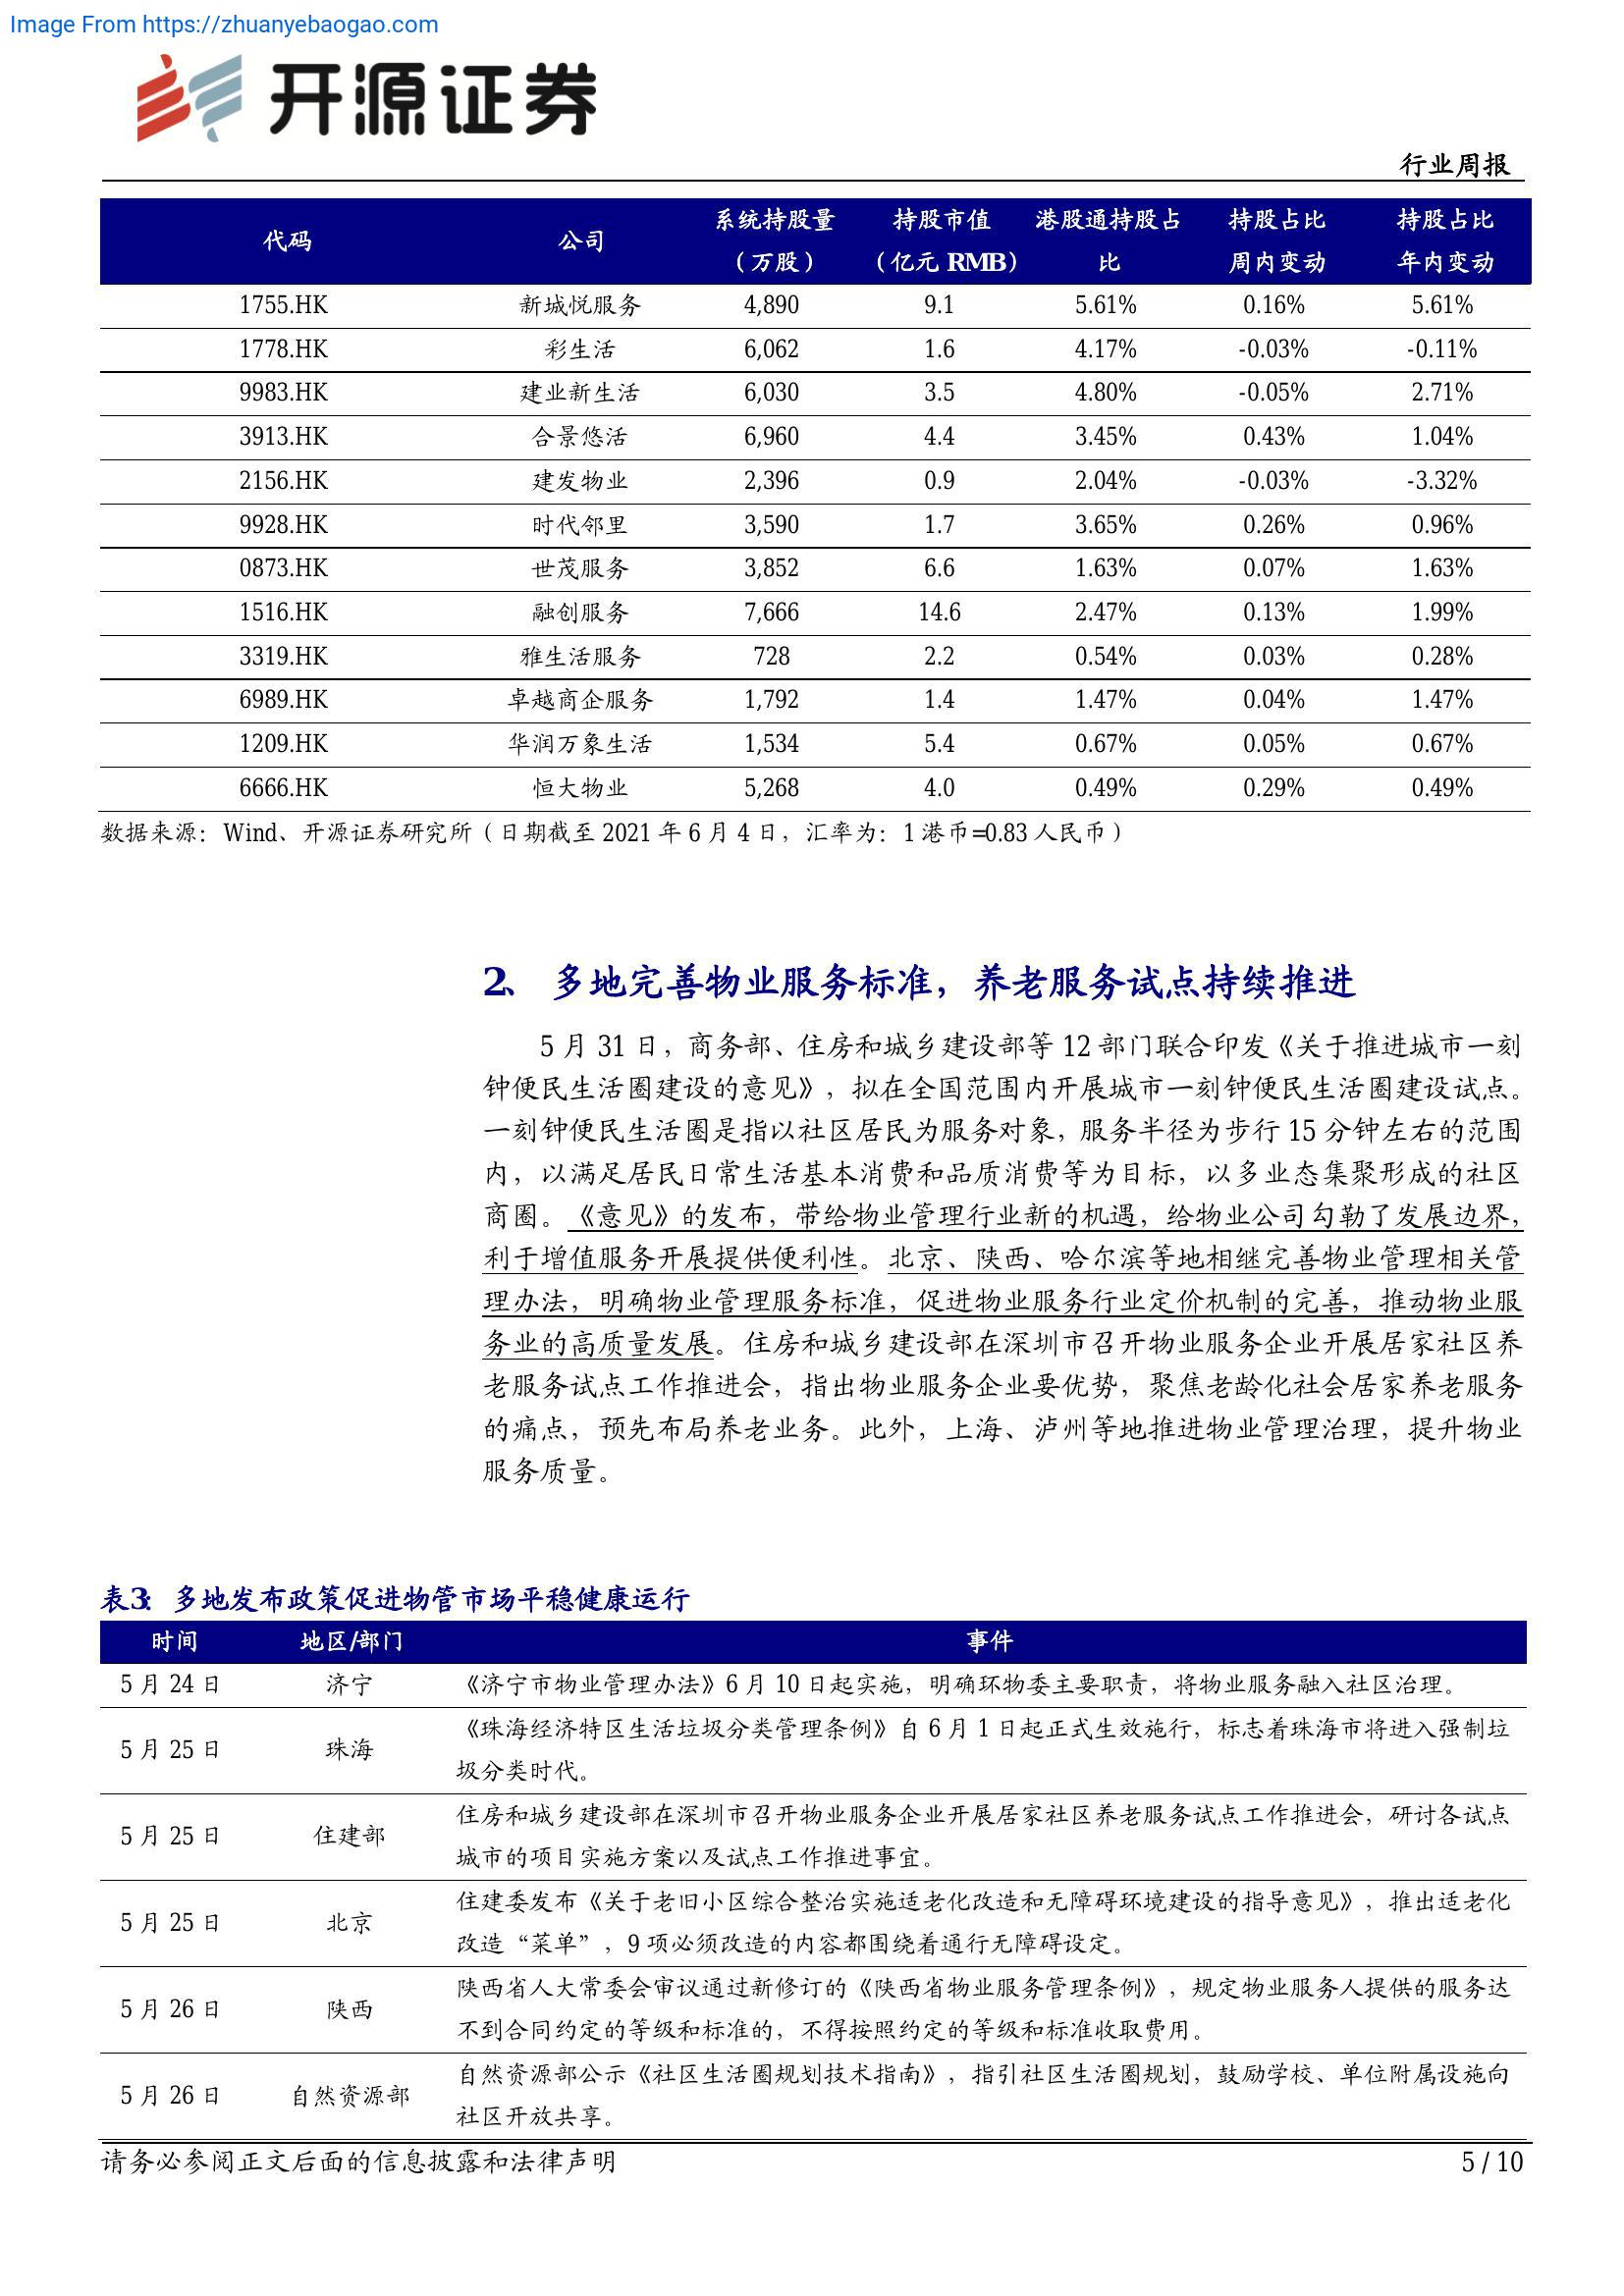 Image From https://zhuanyebaogao.com
开源证券
行业周报
代码 公司 系统持股量（万股） 持股市值（亿元 RMB） 港股通持股占比 持股占比周内变动 持股占比年内变动
1755.HK 新城悦服务 4,890 9.1 5.61% 0.16% 5.61%
1778.HK 彩生活 6,062 1.6 4.17% -0.03% -0.11%
9983.HK 建业新生活 6,030 3.5 4.80% -0.05% 2.71%
3913.HK 合景悠活 6,960 4.4 3.45% 0.43% 1.04%
2156.HK 建发物业 2,396 0.9 2.04% -0.03% -3.32%
9928.HK 时代邻里 3,590 1.7 3.65% 0.26% 0.96%
0873.HK 世茂服务 3,852 6.6 1.63% 0.07% 1.63%
1516.HK 融创服务 7,666 14.6 2.47% 0.13% 1.99%
3319.HK 雅生活服务 728 2.2 0.54% 0.03% 0.28%
6989.HK 卓越商企服务 1,792 1.4 1.47% 0.04% 1.47%
1209.HK 华润万象生活 1,534 5.4 0.67% 0.05% 0.67%
6666.HK 恒大物业 5,268 4.0 0.49% 0.29% 0.49%
数据来源：Wind、开源证券研究所（日期截至 2021 年 6 月 4 日，汇率为：1 港币=0.83 人民币）
2、 多地完善物业服务标准，养老服务试点持续推进
5 月 31 日，商务部、住房和城乡建设部等 12 部门联合印发《关于推进城市一刻
钟便民生活圈建设的意见》，拟在全国范围内开展城市一刻钟便民生活圈建设试点。
一刻钟便民生活圈是指以社区居民为服务对象，服务半径为步行 15 分钟左右的范围
内，以满足居民日常生活基本消费和品质消费等为目标，以多业态集聚形成的社区
商圈。《意见》的发布，带给物业管理行业新的机遇，给物业公司勾勒了发展边界，
利于增值服务开展提供便利性。北京、陕西、哈尔滨等地相继完善物业管理相关管
理办法，明确物业管理服务标准，促进物业服务行业定价机制的完善，推动物业服
务业的高质量发展。住房和城乡建设部在深圳市召开物业服务企业开展居家社区养
老服务试点工作推进会，指出物业服务企业要优势，聚焦老龄化社会居家养老服务
的痛点，预先布局养老业务。此外，上海、泸州等地推进物业管理治理，提升物业
服务质量。
表3：多地发布政策促进物管市场平稳健康运行
时间 地区/部门 事件
5 月 24 日 济宁 《济宁市物业管理办法》6 月 10 日起实施，明确环物委主要职责，将物业服务融入社区治理。
5 月 25 日 珠海 《珠海经济特区生活垃圾分类管理条例》自 6 月 1 日起正式生效施行，标志着珠海市将进入强制垃
圾分类时代。
5 月 25 日 住建部 住房和城乡建设部在深圳市召开物业服务企业开展居家社区养老服务试点工作推进会，研讨各试点
城市的项目实施方案以及试点工作推进事宜。
5 月 25 日 北京 住建委发布《关于老旧小区综合整治实施适老化改造和无障碍环境建设的指导意见》，推出适老化
改造“菜单”，9 项必须改造的内容都围绕着通行无障碍设定。
5 月 26 日 陕西 陕西省人大常委会审议通过新修订的《陕西省物业服务管理条例》，规定物业服务人提供的服务达
不到合同约定的等级和标准的，不得按照约定的等级和标准收取费用。
5 月 26 日 自然资源部 自然资源部公示《社区生活圈规划技术指南》，指引社区生活圈规划，鼓励学校、单位附属设施向
社区开放共享。
请务必参阅正文后面的信息披露和法律声明 5 / 10